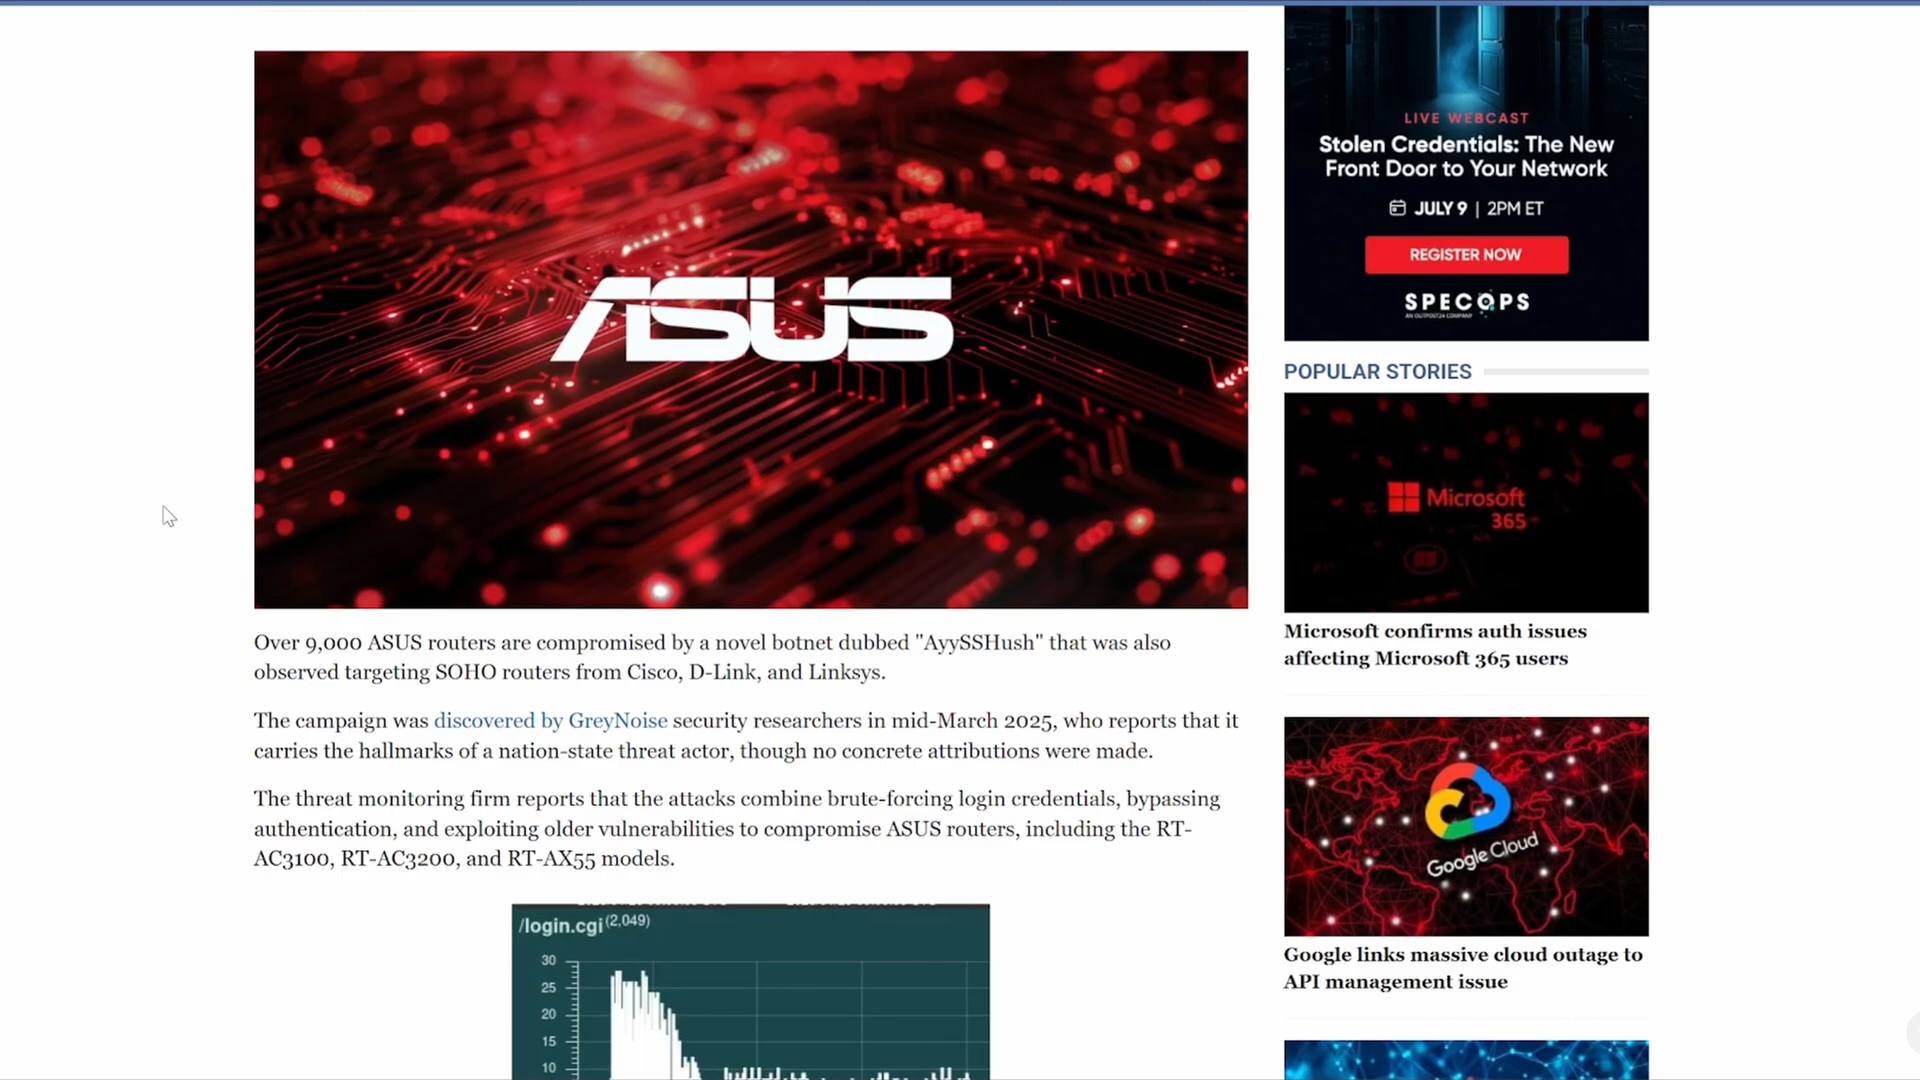 ASUS
Over 9,000 ASUS routers are compromised by a novel botnet dubbed "AyySSHush" that was also
observed targeting SOHO routers from Cisco, D-Link, and Linksys.
The campaign was discovered by GreyNoise security researchers in mid-March 2025, who reports that it
carries the hallmarks of a nation-state threat actor, though no concrete attributions were made.
The threat monitoring firm reports that the attacks combine brute-forcing login credentials, bypassing
authentication, and exploiting older vulnerabilities to compromise ASUS routers, including the RT-
AC3100, RT-AC3200, and RT-AX55 models.
/login.cgi (2,049)
30
25
20
15
10
LIVE WEBCAST
Stolen Credentials: The New
Front Door to Your Network
JULY 9 | 2PM ET
REGISTER NOW
SPECOPS
AN OUTPOST24 COMPANY
POPULAR STORIES
Microsoft
365
Microsoft confirms auth issues
affecting Microsoft 365 users
Google Cloud
Google links massive cloud outage to
API management issue